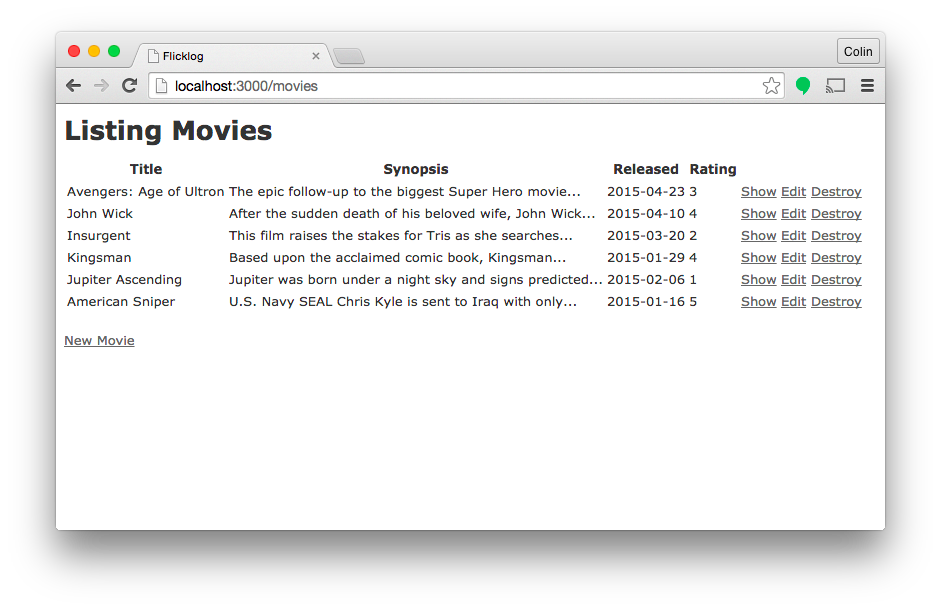 Flicklog
Colin
localhost:3000/movies
Listing Movies
Title Synopsis Released Rating
Avengers: Age of Ultron The epic follow-up to the biggest Super Hero movie... 2015-04-23 3 Show Edit Destroy
John Wick After the sudden death of his beloved wife, John Wick... 2015-04-10 4 Show Edit Destroy
Insurgent This film raises the stakes for Tris as she searches... 2015-03-20 2 Show Edit Destroy
Kingsman Based upon the acclaimed comic book, Kingsman... 2015-01-29 4 Show Edit Destroy
Jupiter Ascending Jupiter was born under a night sky and signs predicted... 2015-02-06 1 Show Edit Destroy
American Sniper U.S. Navy SEAL Chris Kyle is sent to Iraq with only... 2015-01-16 5 Show Edit Destroy
New Movie